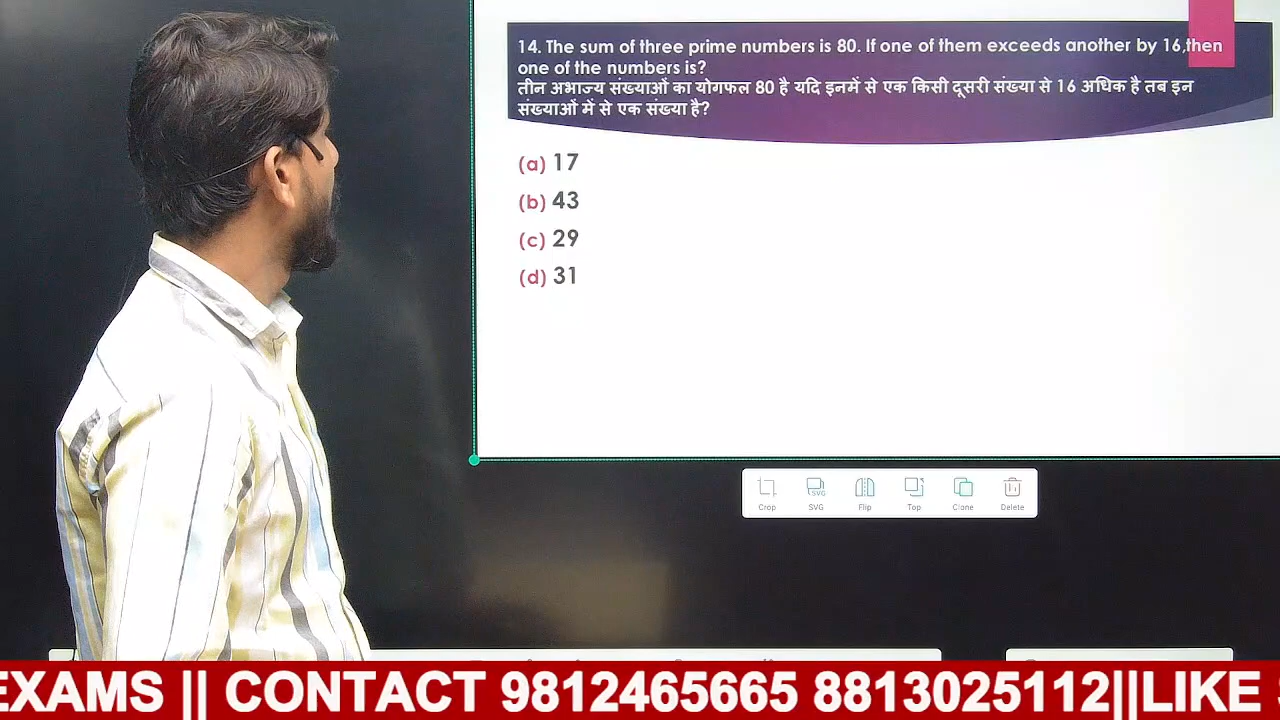 14. The sum of three prime numbers is 80. If one of them exceeds another by 16,then
one of the numbers is?
तीन अभाज्य संख्याओं का योगफल 80 है यदि इनमें से एक किसी दूसरी संख्या से 16 अधिक है तब इन
संख्याओं में से एक संख्या है?
(a) 17
(b) 43
(c) 29
(d) 31
Crop SVG Flip Top Clone Delete
EXAMS || CONTACT 9812465665 8813025112||LIKE